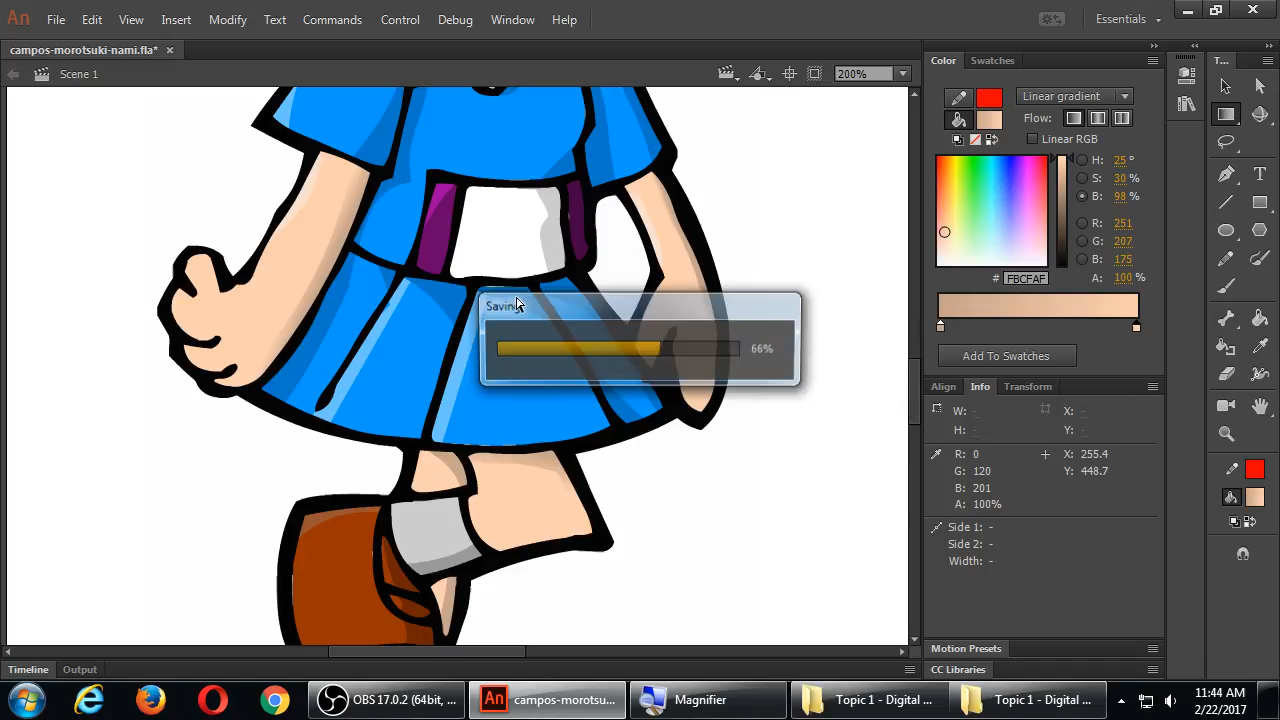 An File Edit View Insert Modify Text Commands Control Debug Window Help Essentials
campos-morotsuki-nami.fla* ×
Scene 1 200%
Color Swatches T...
Linear gradient
Flow:
Linear RGB
H: 25 °
S: 30 %
B: 98 %
R: 251
G: 207
B: 175
# FBCFAF A: 100 %
Add To Swatches
Saving
66%
Align Info Transform
W: - X: -
H: - Y: -
R: 0 X: 255.4
G: 120 Y: 448.7
B: 201
A: 100%
Side 1: -
Side 2: -
Width: -
Motion Presets
CC Libraries
Timeline Output
OBS 17.0.2 (64bit, ... An campos-morotsu... Magnifier Topic 1 - Digital ... Topic 1 - Digital ... 11:44 AM
2/22/2017